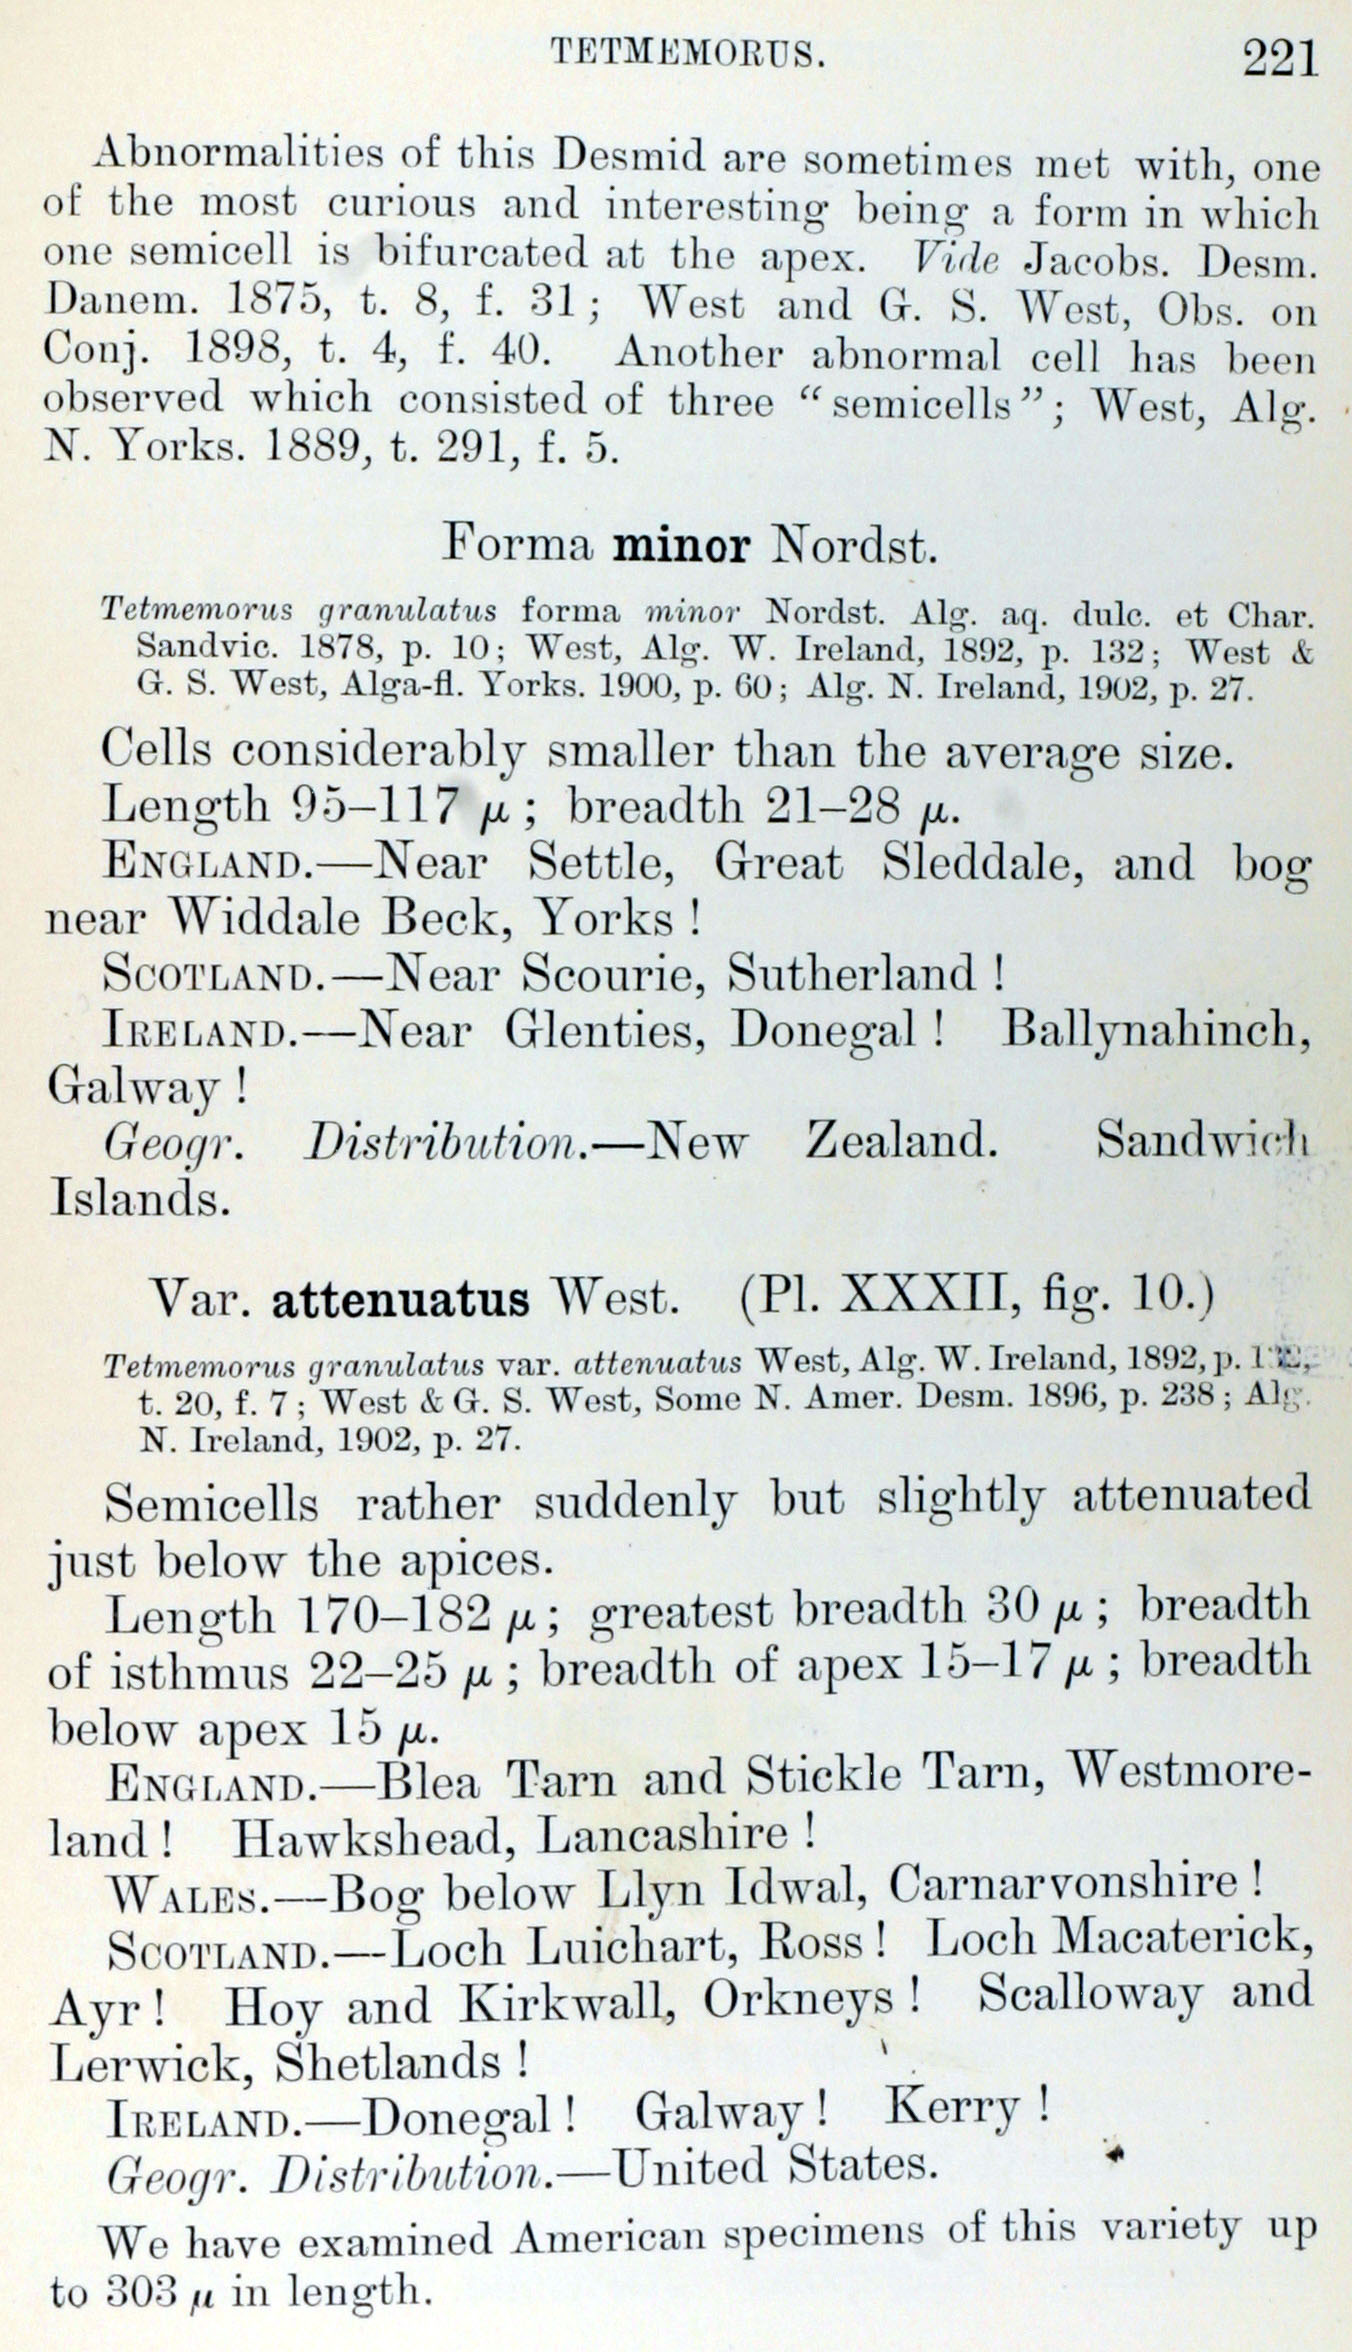 TETMEMORUS. 221
Abnormalities of this Desmid are sometimes met with, one
of the most curious and interesting being a form in which
one semicell is bifurcated at the apex. Vide Jacobs. Desm.
Danem. 1875, t. 8, f. 31; West and G. S. West, Obs. on
Conj. 1898, t. 4, f. 40. Another abnormal cell has been
observed which consisted of three "semicells"; West, Alg.
N. Yorks. 1889, t. 291, f. 5.
Forma minor Nordst.
Tetmemorus granulatus forma minor Nordst. Alg. aq. dulc. et Char.
Sandvic. 1878, p. 10; West, Alg. W. Ireland, 1892, p. 132; West &
G. S. West, Alga-fl. Yorks. 1900, p. 60; Alg. N. Ireland, 1902, p. 27.
Cells considerably smaller than the average size.
Length 95–117 μ; breadth 21–28 μ.
ENGLAND.—Near Settle, Great Sleddale, and bog
near Widdale Beck, Yorks!
SCOTLAND.—Near Scourie, Sutherland!
IRELAND.—Near Glenties, Donegal! Ballynahinch,
Galway!
Geogr. Distribution.—New Zealand. Sandwich
Islands.
Var. attenuatus West. (Pl. XXXII, fig. 10.)
Tetmemorus granulatus var. attenuatus West, Alg. W. Ireland, 1892, p.
t. 20, f. 7; West & G. S. West, Some N. Amer. Desm. 1896, p. 238; Alg.
N. Ireland, 1902, p. 27.
Semicells rather suddenly but slightly attenuated
just below the apices.
Length 170–182 μ; greatest breadth 30 μ; breadth
of isthmus 22–25 μ; breadth of apex 15–17 μ; breadth
below apex 15 μ.
ENGLAND.—Blea Tarn and Stickle Tarn, Westmore-
land! Hawkshead, Lancashire!
WALES.—Bog below Llyn Idwal, Carnarvonshire!
SCOTLAND.—Loch Luichart, Ross! Loch Macaterick,
Ayr! Hoy and Kirkwall, Orkneys! Scalloway and
Lerwick, Shetlands!
IRELAND.—Donegal! Galway! Kerry!
Geogr. Distribution.—United States.
We have examined American specimens of this variety up
to 303 μ in length.